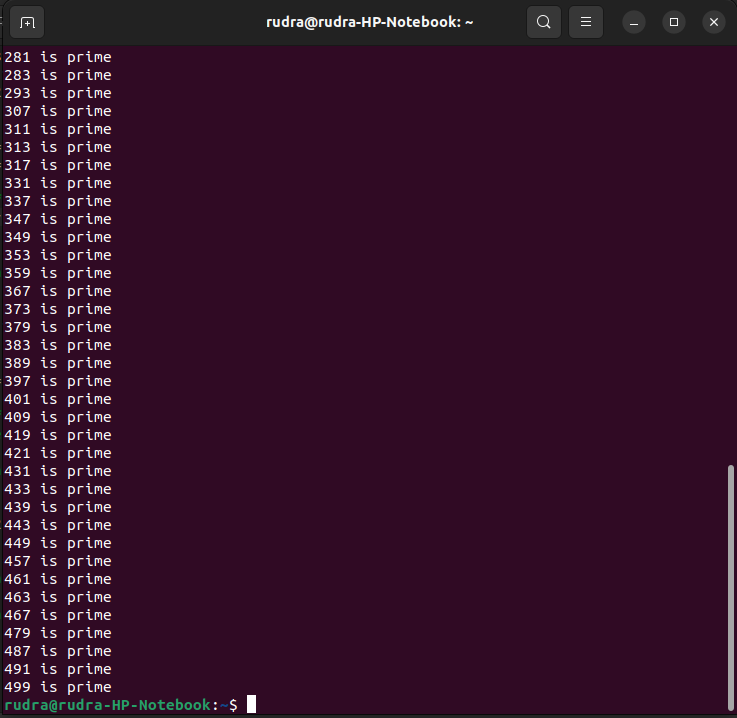 rudra@rudra-HP-Notebook: ~
281 is prime
283 is prime
293 is prime
307 is prime
311 is prime
313 is prime
317 is prime
331 is prime
337 is prime
347 is prime
349 is prime
353 is prime
359 is prime
367 is prime
373 is prime
379 is prime
383 is prime
389 is prime
397 is prime
401 is prime
409 is prime
419 is prime
421 is prime
431 is prime
433 is prime
439 is prime
443 is prime
449 is prime
457 is prime
461 is prime
463 is prime
467 is prime
479 is prime
487 is prime
491 is prime
499 is prime
rudra@rudra-HP-Notebook:~$